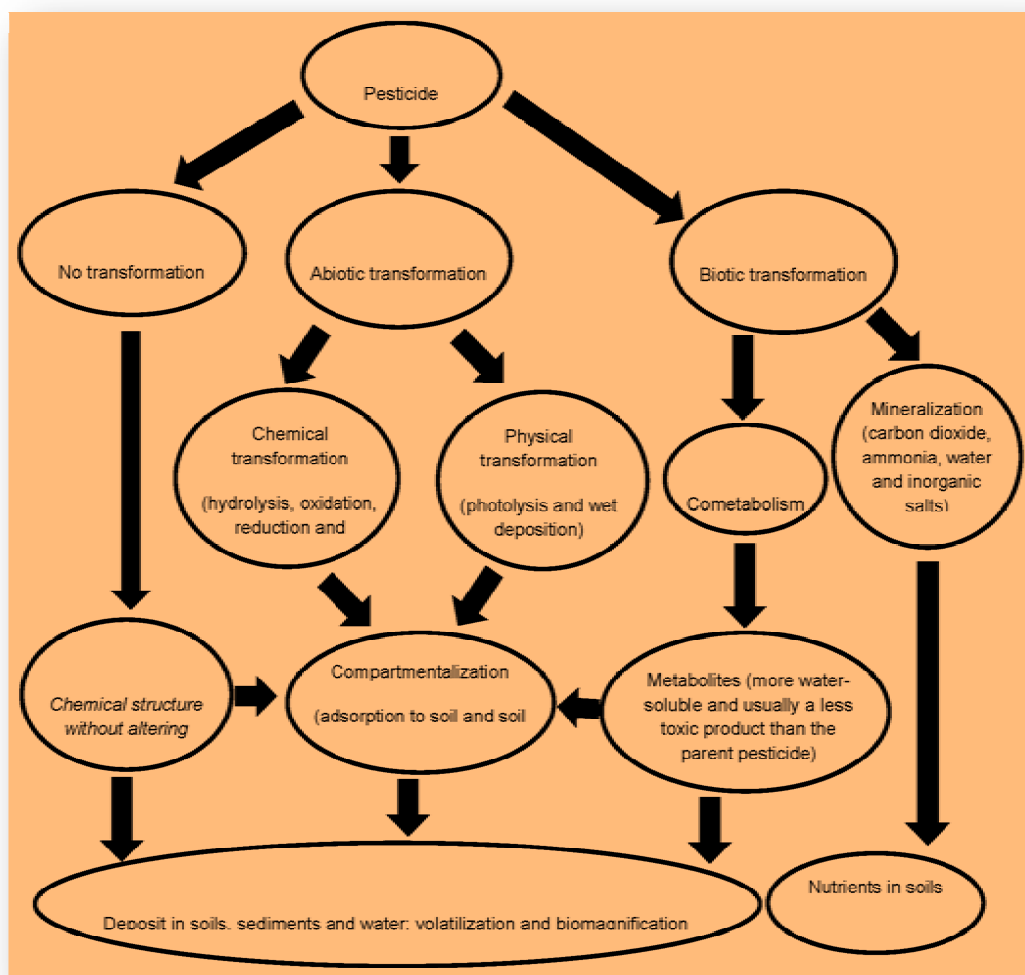 Pesticide
No transformation
Abiotic transformation
Biotic transformation
Chemical
transformation
(hydrolysis, oxidation,
reduction and
Physical
transformation
(photolysis and wet
deposition)
Cometabolism
Mineralization
(carbon dioxide,
ammonia, water
and inorganic
salts)
Chemical structure
without altering
Compartmentalization
(adsorption to soil and soil
Metabolites (more water-
soluble and usually a less
toxic product than the
parent pesticide)
Deposit in soils, sediments and water; volatilization and biomagnification
Nutrients in soils